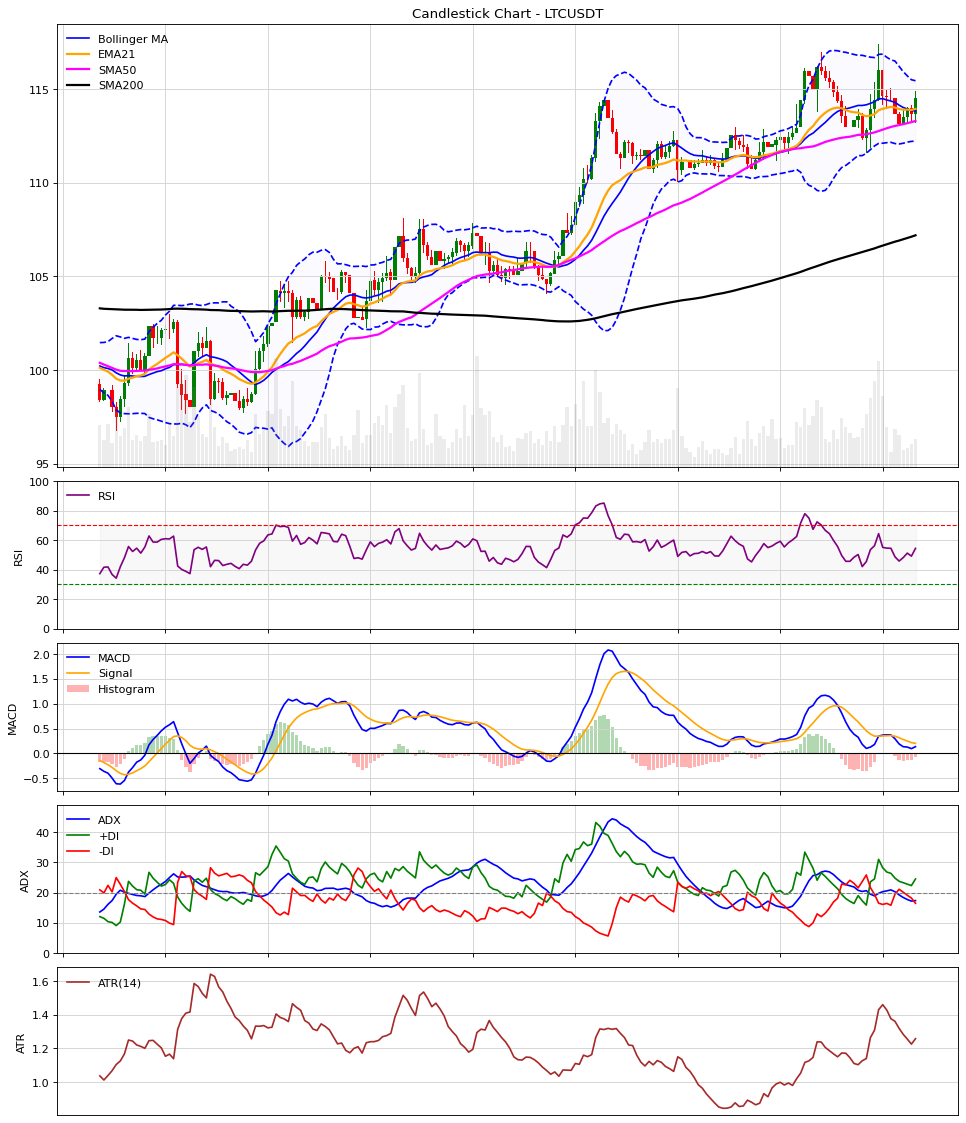 Candlestick Chart - LTCUSDT
Bollinger MA
EMA21
SMA50
SMA200
115
110
105
100
95
RSI
100
80
60
40
20
0
RSI
MACD
Signal
Histogram
2.0
1.5
1.0
0.5
0.0
−0.5
MACD
ADX
+DI
-DI
40
30
20
10
0
ADX
ATR(14)
1.6
1.4
1.2
1.0
ATR